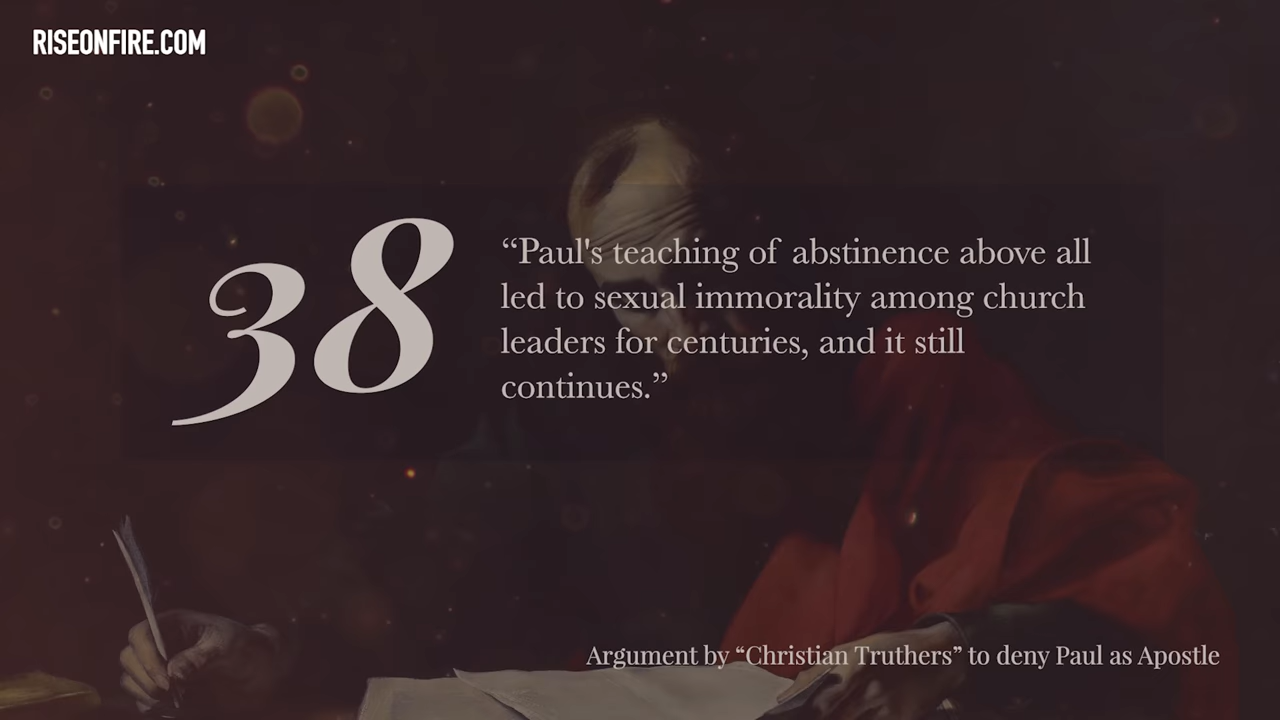 RISEONFIRE.COM
38
“Paul's teaching of abstinence above all
led to sexual immorality among church
leaders for centuries, and it still
continues.”
Argument by “Christian Truthers” to deny Paul as Apostle